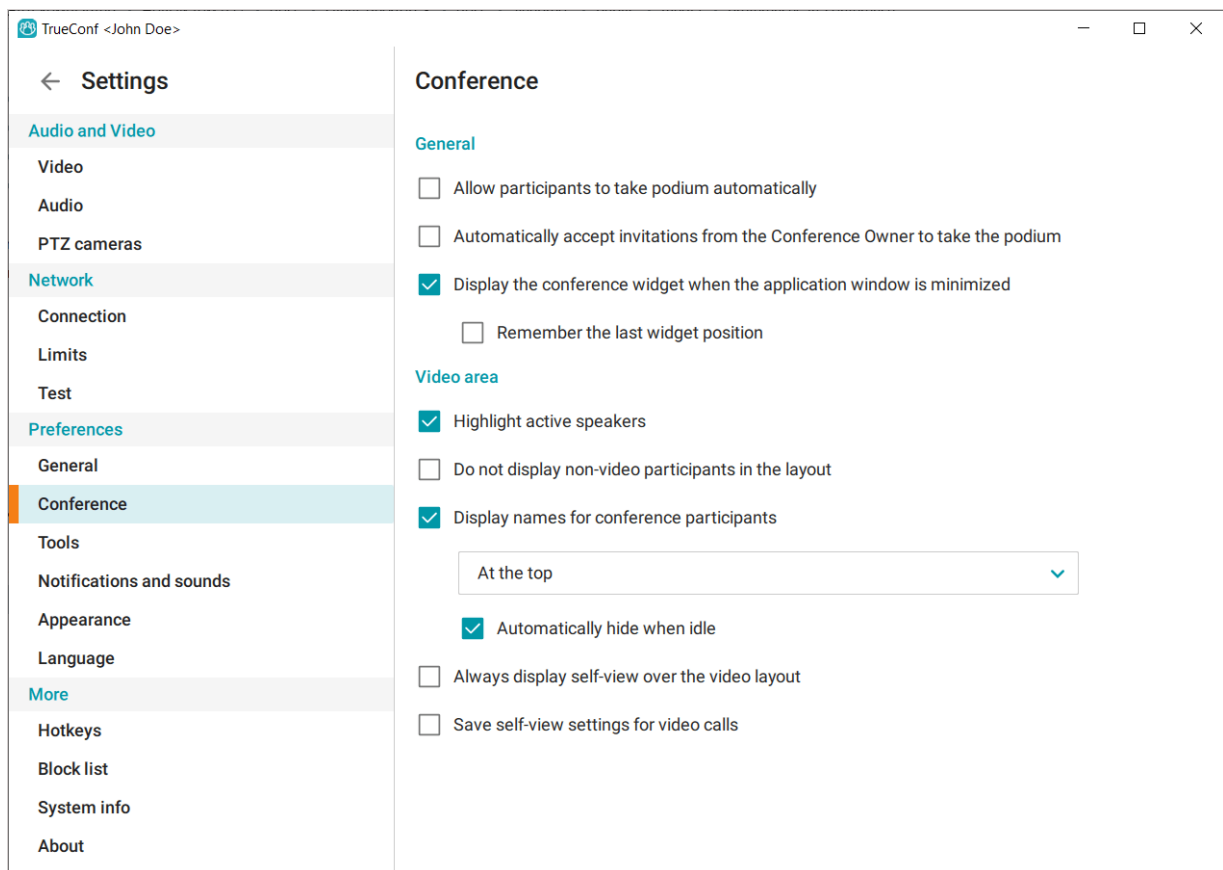 TrueConf <John Doe>
Settings
Audio and Video
Video
Audio
PTZ cameras
Network
Connection
Limits
Test
Preferences
General
Conference
Tools
Notifications and sounds
Appearance
Language
More
Hotkeys
Block list
System info
About
Conference
General
Allow participants to take podium automatically
Automatically accept invitations from the Conference Owner to take the podium
Display the conference widget when the application window is minimized
Remember the last widget position
Video area
Highlight active speakers
Do not display non-video participants in the layout
Display names for conference participants
At the top
Automatically hide when idle
Always display self-view over the video layout
Save self-view settings for video calls